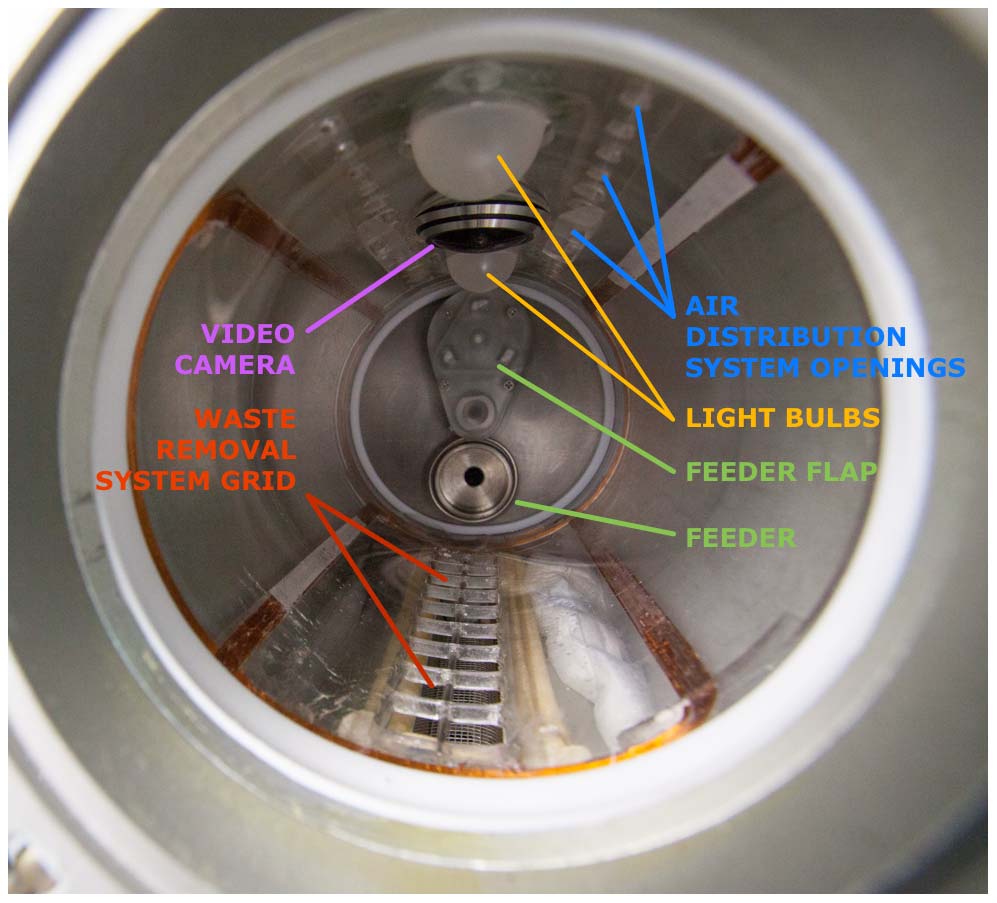 VIDEO
CAMERA
WASTE
REMOVAL
SYSTEM GRID
AIR
DISTRIBUTION
SYSTEM OPENINGS
LIGHT BULBS
FEEDER FLAP
FEEDER